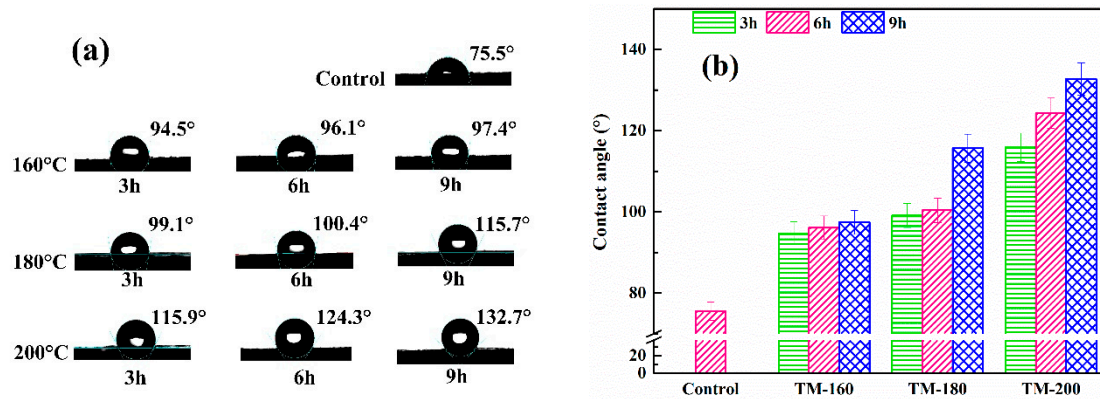 (a)
75.5°
Control
94.5°
96.1°
97.4°
160°C
3h
6h
9h
99.1°
100.4°
115.7°
180°C
3h
6h
9h
115.9°
124.3°
132.7°
200°C
3h
6h
9h
3h 6h 9h
(b)
Contact angle (°)
140
120
100
80
20
0
Control TM-160 TM-180 TM-200